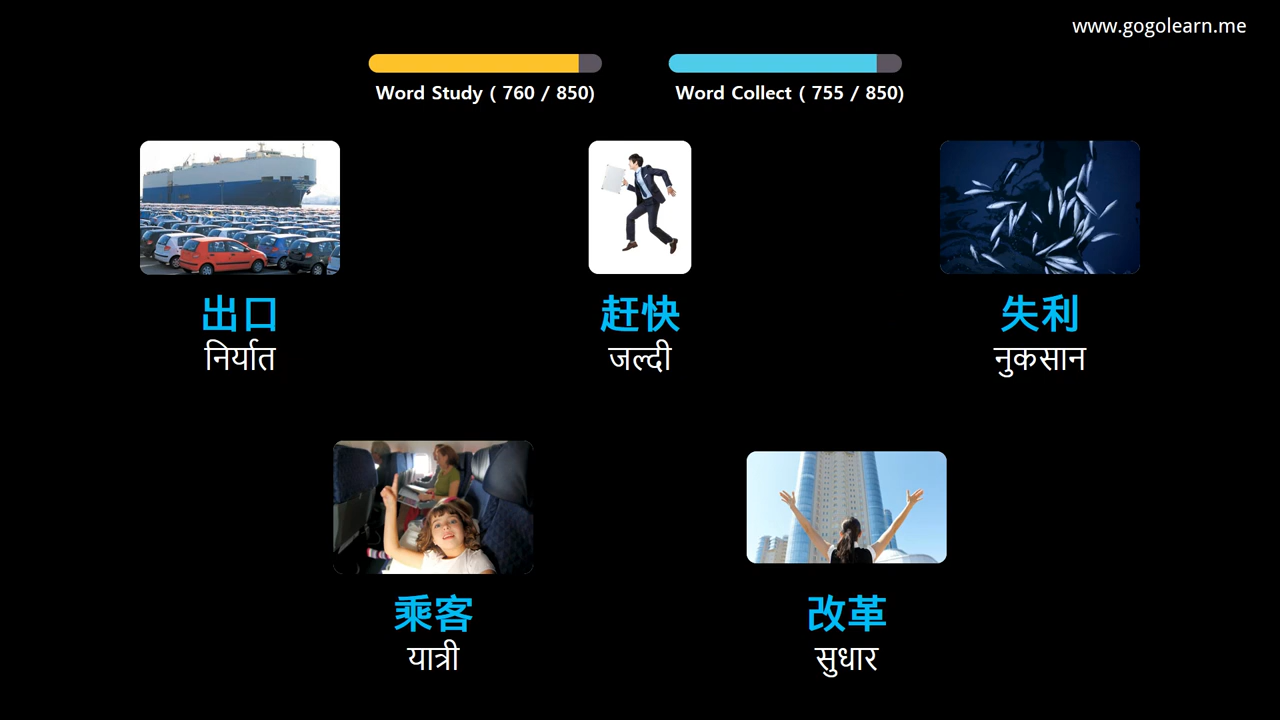 www.gogolearn.me
Word Study ( 760 / 850)
Word Collect ( 755 / 850)
出口
निर्यात
赶快
जल्दी
失利
नुकसान
乘客
यात्री
改革
सुधार